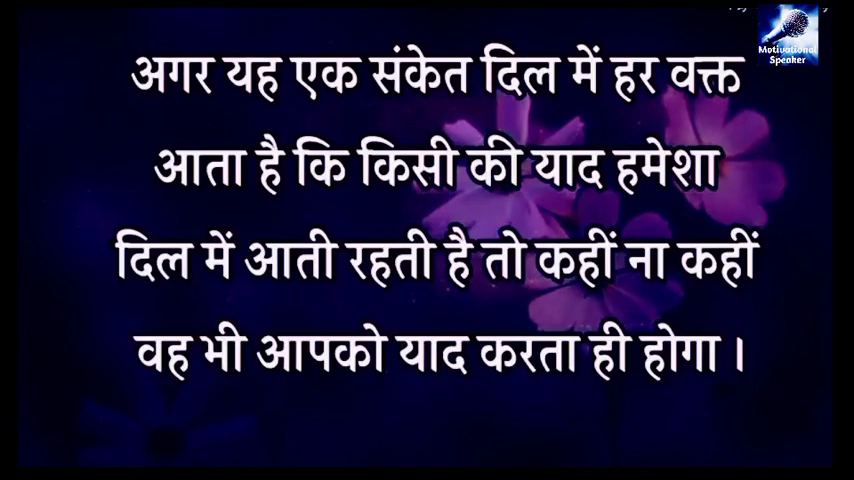 Motivational
Speaker
अगर यह एक संकेत दिल में हर वक्त
आता है कि किसी की याद हमेशा
दिल में आती रहती है तो कहीं ना कहीं
वह भी आपको याद करता ही होगा।